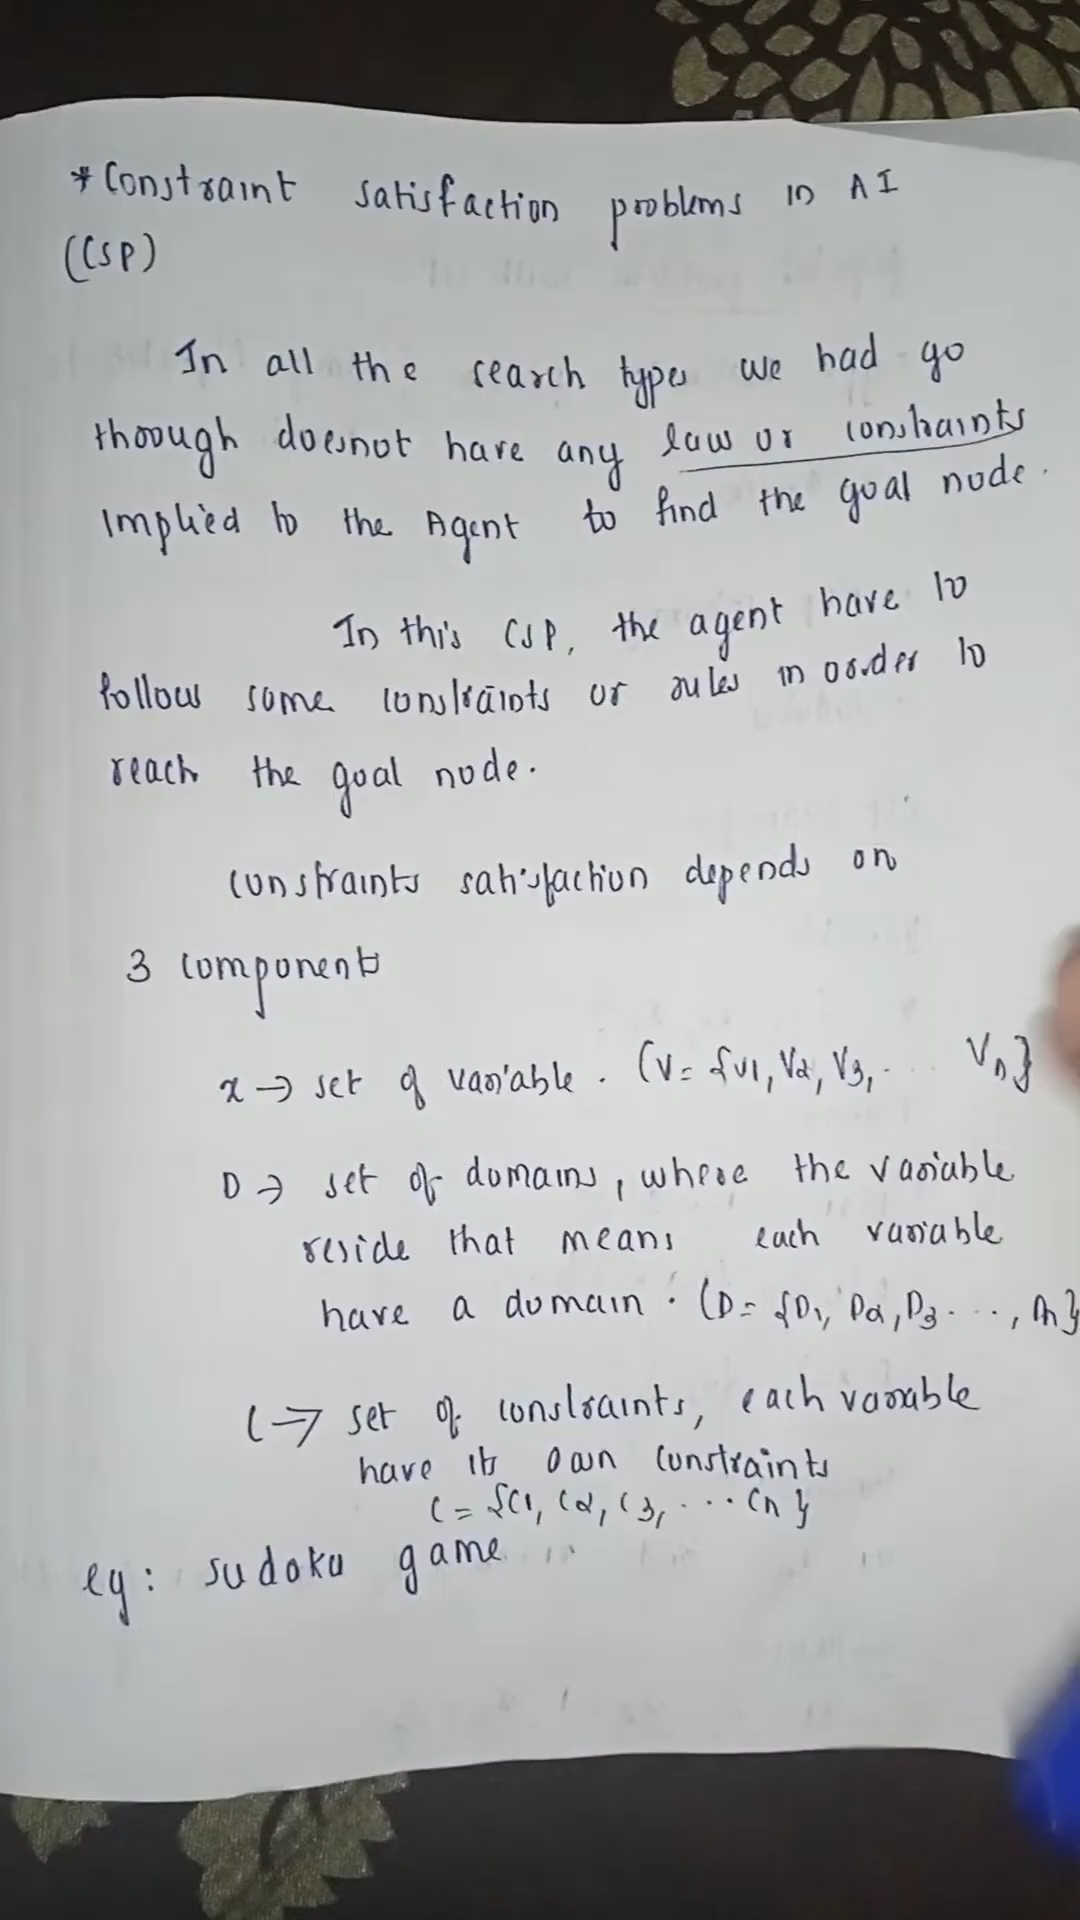 * Constraint satisfaction problems in AI
(CSP)
In all the search types we had go
through doesnot have any law or constraints
Implied to the Agent to find the goal node.
In this CSP, the agent have to
follow some constraints or rules in order to
reach the goal node.
constraints satisfaction depends on
3 components
x → set of variable. (V = {V1, V2, V3, .... Vn}
D → set of domains, where the variable
reside that means each variable
have a domain. (D = {D1, D2, D3 ...., Dn}
C → set of constraints, each variable
have its own constraints
C = {C1, C2, C3, ... Cn}
eg: sudoku game